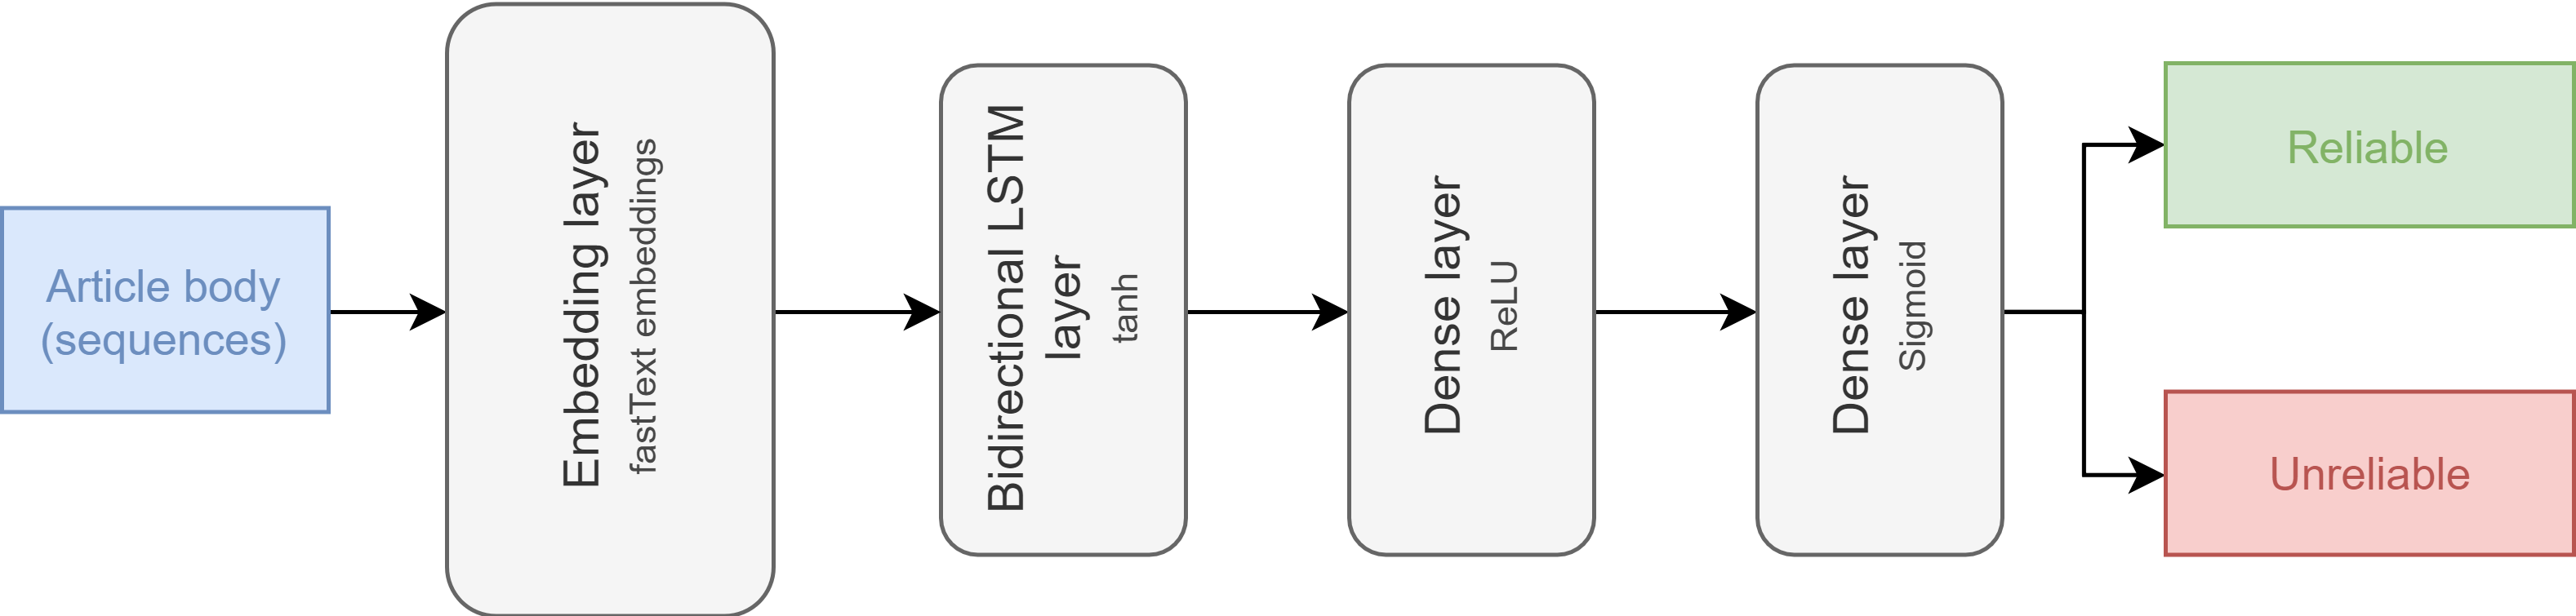 Article body
(sequences)
Embedding layer
fastText embeddings
Bidirectional LSTM
layer
tanh
Dense layer
ReLU
Dense layer
Sigmoid
Reliable
Unreliable